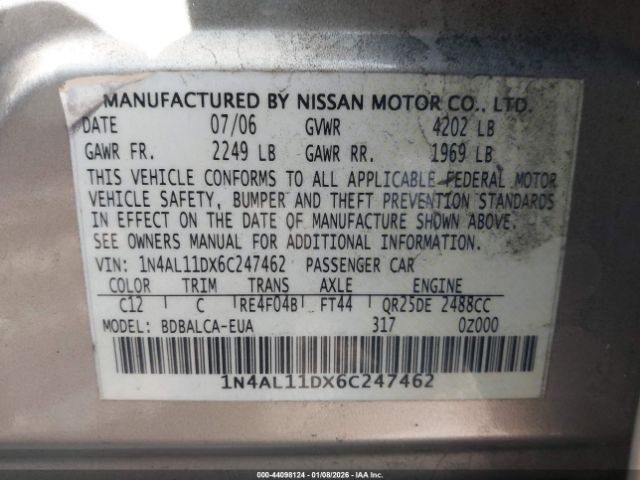 MANUFACTURED BY NISSAN MOTOR CO., LTD.
DATE 07/06 GVWR 4202 LB
GAWR FR. 2249 LB GAWR RR. 1969 LB
THIS VEHICLE CONFORMS TO ALL APPLICABLE FEDERAL MOTOR
VEHICLE SAFETY, BUMPER AND THEFT PREVENTION STANDARDS
IN EFFECT ON THE DATE OF MANUFACTURE SHOWN ABOVE.
SEE OWNERS MANUAL FOR ADDITIONAL INFORMATION.
VIN: 1N4AL11DX6C247462 PASSENGER CAR
COLOR TRIM TRANS AXLE ENGINE
C12 C RE4F04B FT44 QR25DE 2488CC
MODEL: BDBALCA-EUA 317 0Z000
1N4AL11DX6C247462
000-44098124 | 01/08/2026 | IAA Inc.